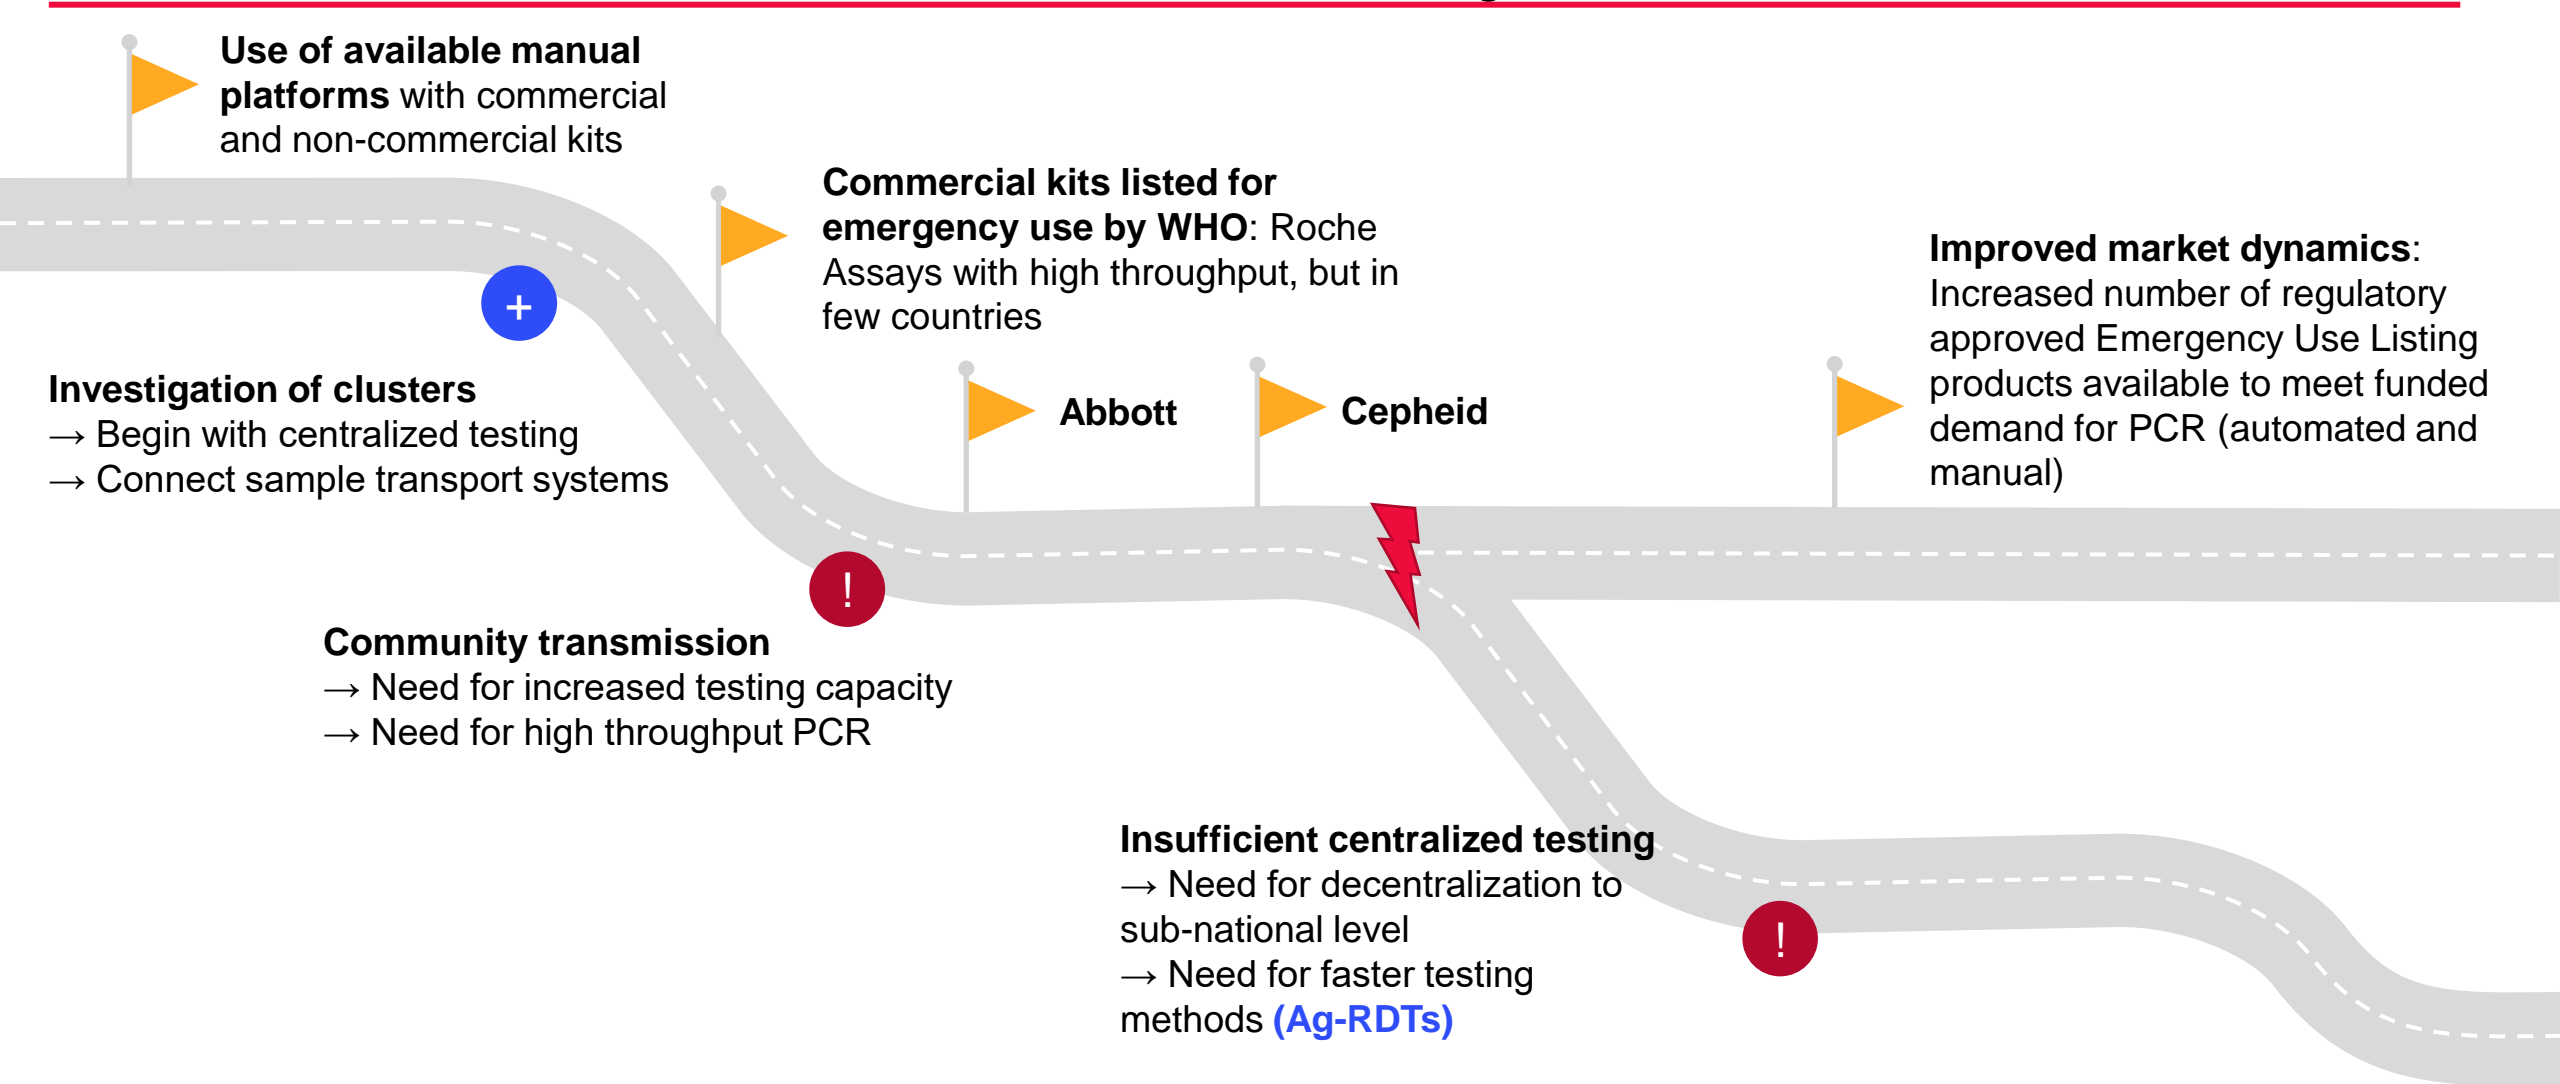 Use of available manual
platforms with commercial
and non-commercial kits
Commercial kits listed for
emergency use by WHO: Roche
Assays with high throughput, but in
few countries
Improved market dynamics:
Increased number of regulatory
approved Emergency Use Listing
products available to meet funded
demand for PCR (automated and
manual)
+
Investigation of clusters
→ Begin with centralized testing
→ Connect sample transport systems
Abbott
Cepheid
!
Community transmission
→ Need for increased testing capacity
→ Need for high throughput PCR
Insufficient centralized testing
→ Need for decentralization to
sub-national level
→ Need for faster testing
methods (Ag-RDTs)
!